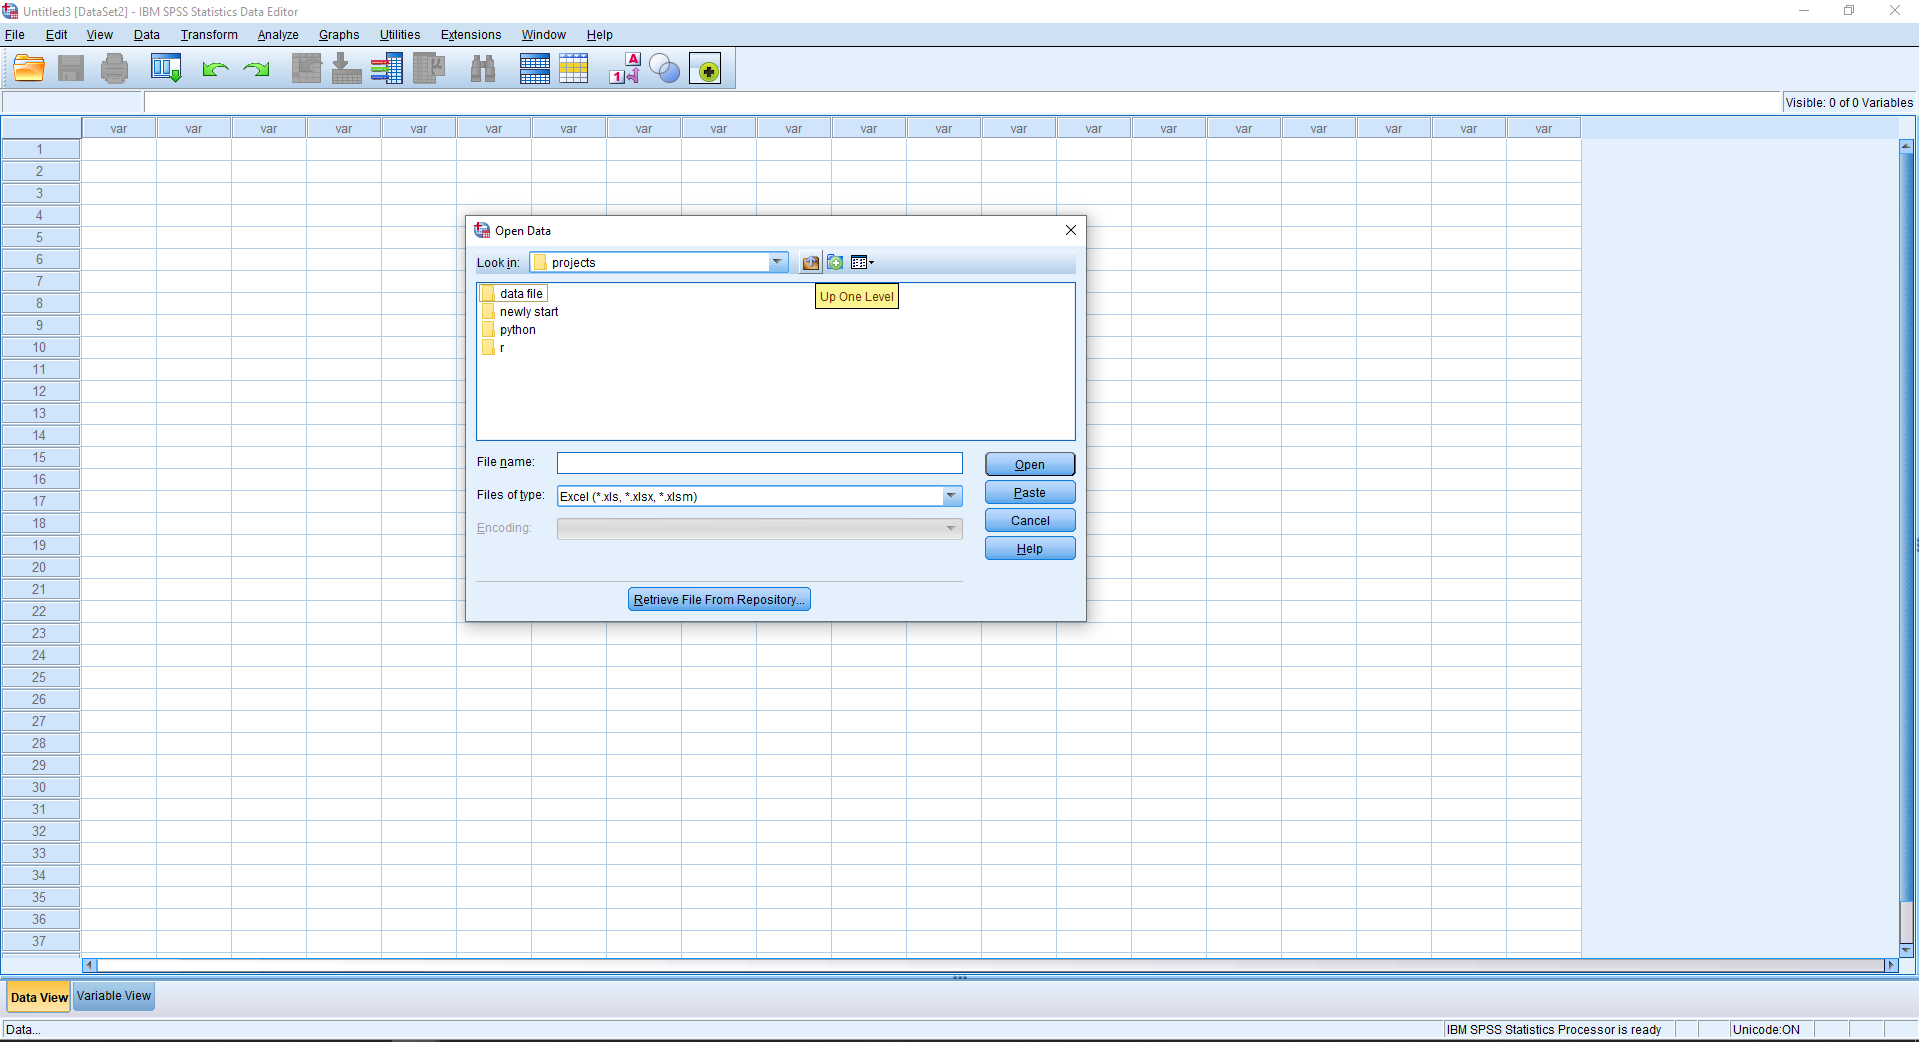 Untitled3 [DataSet2] - IBM SPSS Statistics Data Editor
File Edit View Data Transform Analyze Graphs Utilities Extensions Window Help
A
1
Visible: 0 of 0 Variables
var var var var var var var var var var var var var var var var var var var var
1
2
3
4
5
6
7
8
9
10
11
12
13
14
15
16
17
18
19
20
21
22
23
24
25
26
27
28
29
30
31
32
33
34
35
36
37
Open Data
Look in: projects
Up One Level
data file
newly start
python
r
File name:
Open
Files of type: Excel (*.xls, *.xlsx, *.xlsm)
Paste
Encoding:
Cancel
Help
Retrieve File From Repository...
Data View Variable View
Data...
IBM SPSS Statistics Processor is ready
Unicode:ON